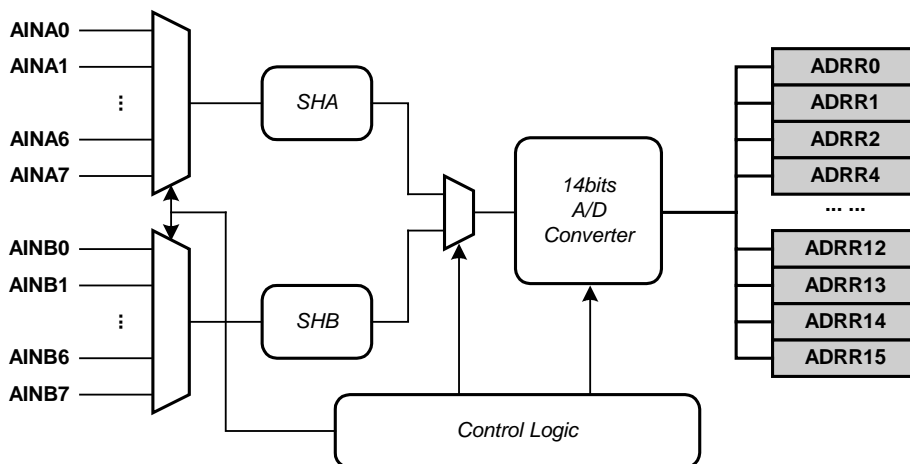 AINA0
AINA1
...
AINA6
AINA7
AINB0
AINB1
...
AINB6
AINB7
SHA
SHB
14bits
A/D
Converter
Control Logic
ADRR0
ADRR1
ADRR2
ADRR4
... ...
ADRR12
ADRR13
ADRR14
ADRR15